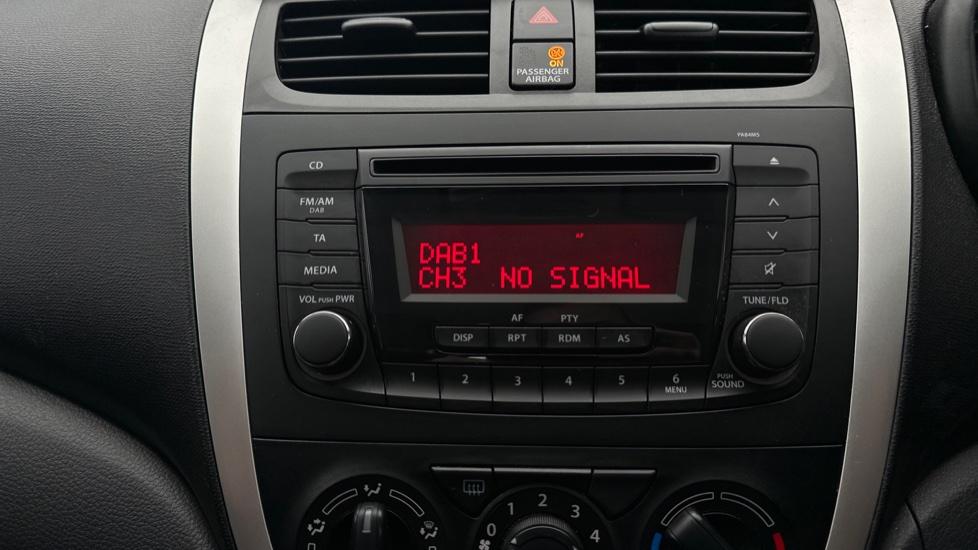 ON
PASSENGER
AIRBAG
PA84M5
CD
FM/AM
DAB
TA
MEDIA
VOL PUSH PWR
AF
DAB1
CH3 NO SIGNAL
TUNE/FLD
AF PTY
DISP RPT RDM AS
1 2 3 4 5 6
MENU
PUSH
SOUND
0 1 2 3 4